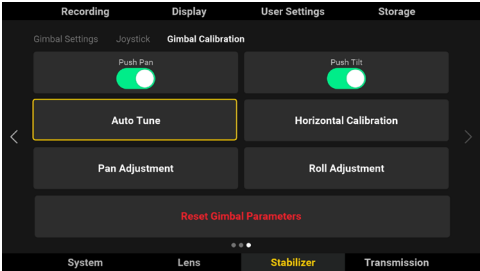 Recording Display User Settings Storage
Gimbal Settings Joystick Gimbal Calibration
Push Pan Push Tilt
Auto Tune Horizontal Calibration
Pan Adjustment Roll Adjustment
Reset Gimbal Parameters
System Lens Stabilizer Transmission